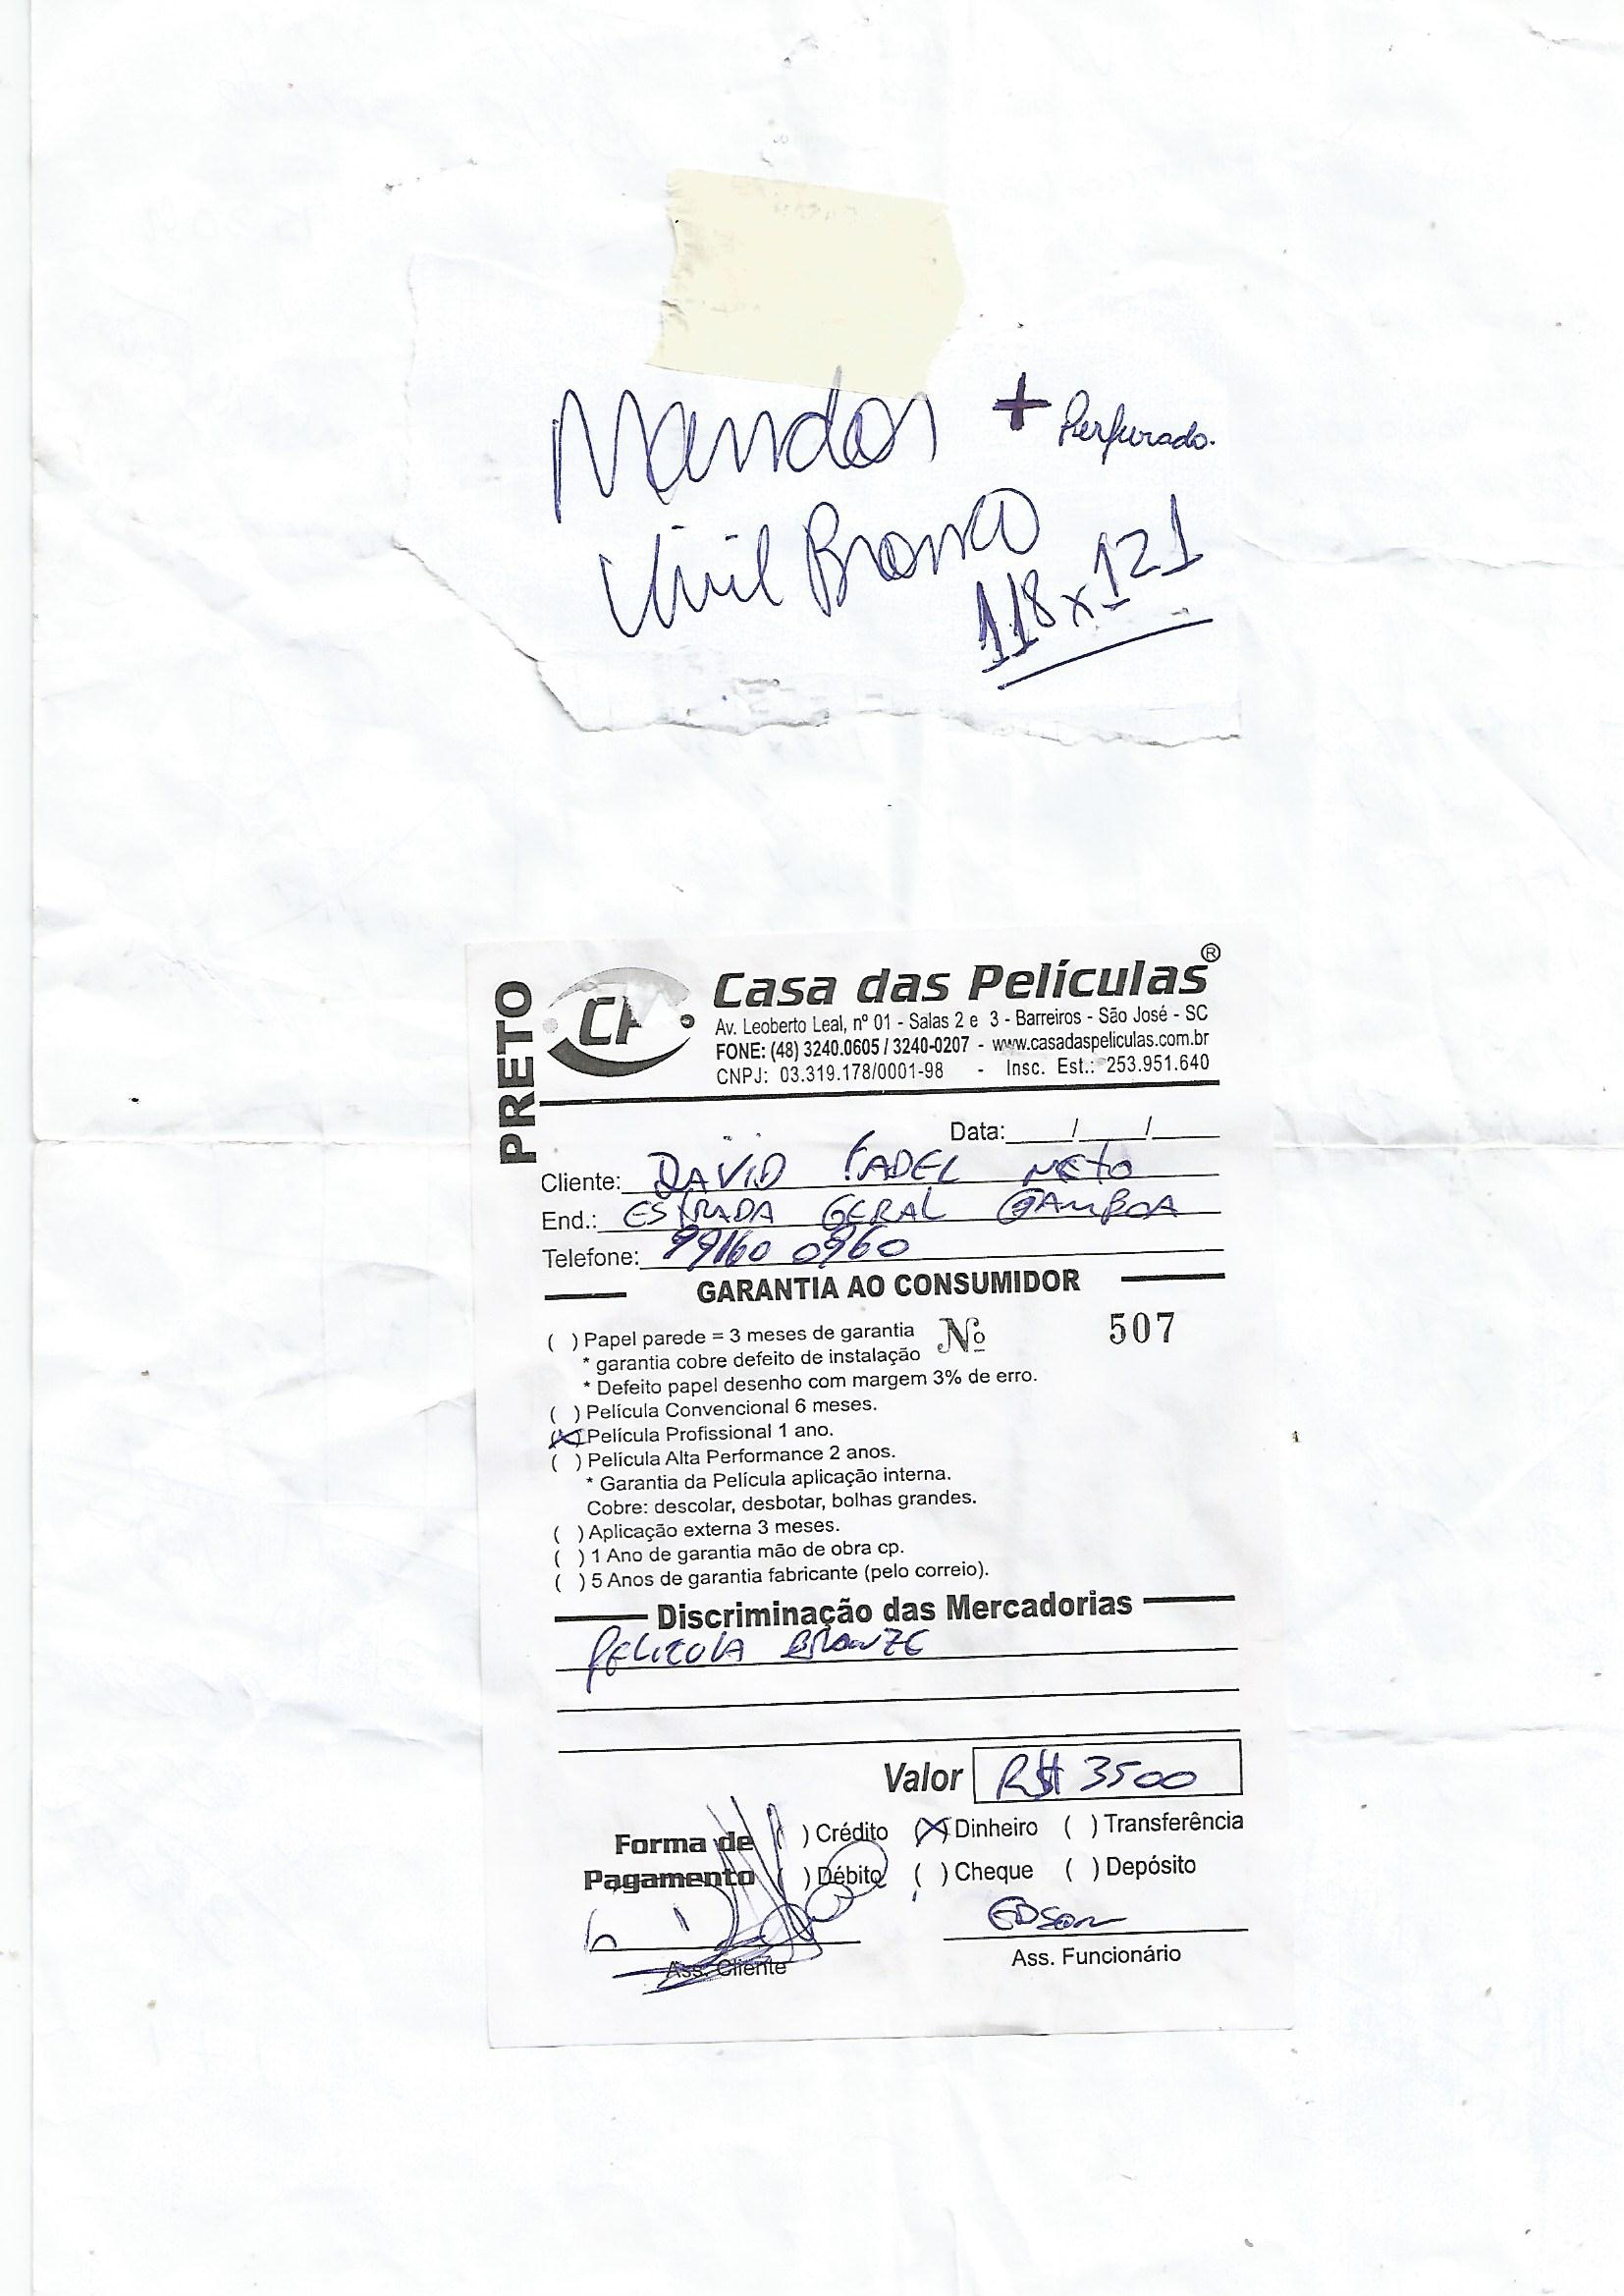 + Perfurado.
Vinil Branco
118 x 121
PRETO
CP
Casa das Películas®
Av. Leoberto Leal, nº 01 - Salas 2 e 3 - Barreiros - São José - SC
FONE: (48) 3240.0605 / 3240-0207 - www.casadaspeliculas.com.br
CNPJ: 03.319.178/0001-98 - Insc. Est.: 253.951.640
Data:____/____/____
Cliente: DAVID FADEL NETO
End.: ESTRADA GERAL GAMBOA
Telefone: 99160 0960
GARANTIA AO CONSUMIDOR
( ) Papel parede = 3 meses de garantia Nº 507
* garantia cobre defeito de instalação
* Defeito papel desenho com margem 3% de erro.
( ) Película Convencional 6 meses.
(X) Película Profissional 1 ano.
( ) Película Alta Performance 2 anos.
* Garantia da Película aplicação interna.
Cobre: descolar, desbotar, bolhas grandes.
( ) Aplicação externa 3 meses.
( ) 1 Ano de garantia mão de obra cp.
( ) 5 Anos de garantia fabricante (pelo correio).
Discriminação das Mercadorias
PELICULA BRONZE
Valor R$ 3500
Forma de Pagamento ( ) Crédito (X) Dinheiro ( ) Transferência
( ) Débito ( ) Cheque ( ) Depósito
EDSON
Ass. Cliente Ass. Funcionário